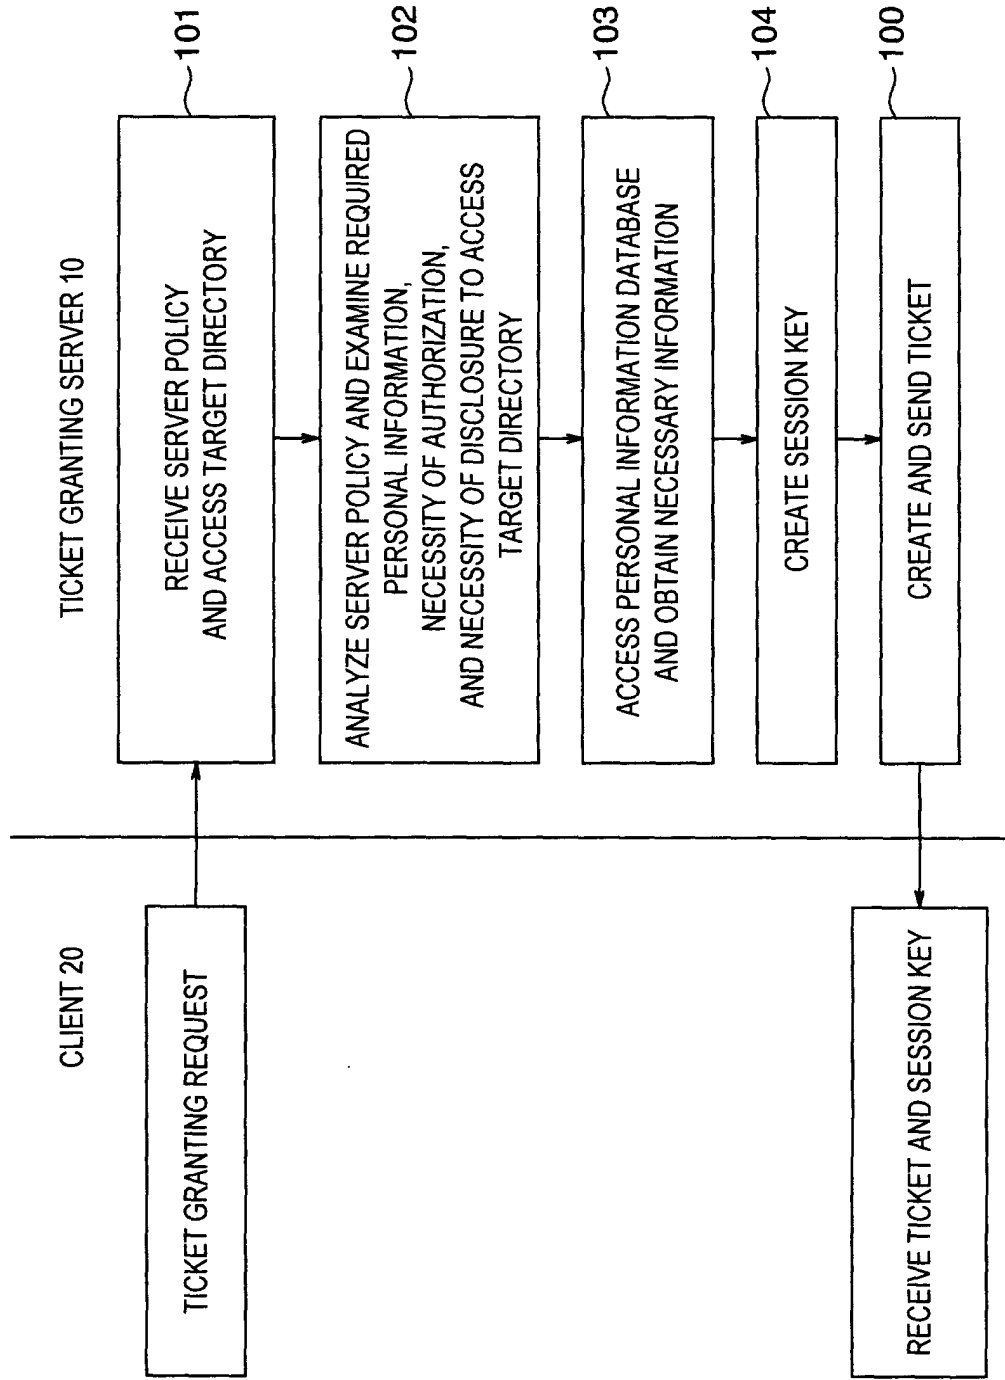 CLIENT 20
TICKET GRANTING SERVER 10
TICKET GRANTING REQUEST
RECEIVE SERVER POLICY
AND ACCESS TARGET DIRECTORY
101
ANALYZE SERVER POLICY AND EXAMINE REQUIRED
PERSONAL INFORMATION,
NECESSITY OF AUTHORIZATION,
AND NECESSITY OF DISCLOSURE TO ACCESS
TARGET DIRECTORY
102
ACCESS PERSONAL INFORMATION DATABASE
AND OBTAIN NECESSARY INFORMATION
103
CREATE SESSION KEY
104
CREATE AND SEND TICKET
100
RECEIVE TICKET AND SESSION KEY